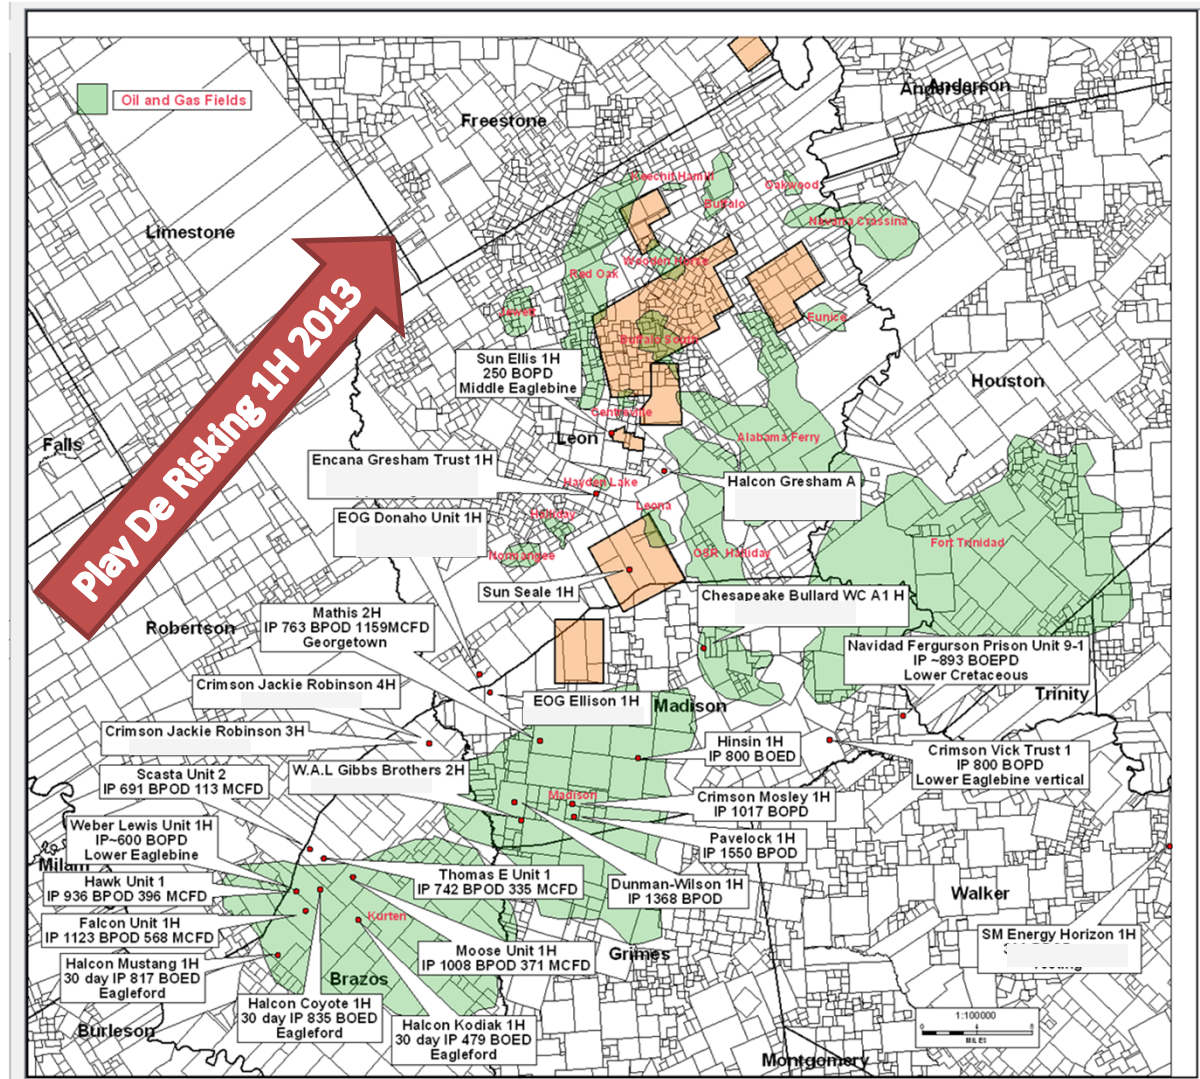 Oil and Gas Fields
Anderson
Anderson
Freestone
Limestone
Keechi Hamill
Oakwood
Buffalo
Navarro Crossing
Wooden Horse
Red Oak
Jewett
Eunice
Buffalo South
Play De Risking 1H 2013
Sun Ellis 1H
250 BOPD
Middle Eaglebine
Houston
Centerville
Leon
Alabama Ferry
Falls
Encana Gresham Trust 1H
Hayden Lake
Halcon Gresham A
Leona
Halliday
EOG Donaho Unit 1H
Fort Trinidad
OSR Halliday
Nondangee
Sun Seale 1H
Chesapeake Bullard WC A1 H
Mathis 2H
IP 763 BPOD 1159MCFD
Georgetown
Robertson
Navidad Fergurson Prison Unit 9-1
IP ~893 BOEPD
Lower Cretaceous
Crimson Jackie Robinson 4H
EOG Ellison 1H
Madison
Trinity
Crimson Jackie Robinson 3H
Hinsin 1H
IP 800 BOED
Crimson Vick Trust 1
IP 800 BOPD
Lower Eaglebine vertical
Scasta Unit 2
IP 691 BPOD 113 MCFD
W.A.L Gibbs Brothers 2H
Madison
Crimson Mosley 1H
IP 1017 BOPD
Weber Lewis Unit 1H
IP~600 BOPD
Lower Eaglebine
Pavelock 1H
IP 1550 BPOD
Milam
Hawk Unit 1
IP 936 BPOD 396 MCFD
Thomas E Unit 1
IP 742 BPOD 335 MCFD
Dunman-Wilson 1H
IP 1368 BPOD
Walker
Falcon Unit 1H
IP 1123 BPOD 568 MCFD
Kurten
SM Energy Horizon 1H
Moose Unit 1H
IP 1008 BPOD 371 MCFD
Grimes
Halcon Mustang 1H
30 day IP 817 BOED
Eagleford
Brazos
Halcon Coyote 1H
30 day IP 835 BOED
Eagleford
Halcon Kodiak 1H
30 day IP 479 BOED
Eagleford
Burleson
1:100000
0 4 8
MILES
Montgomery